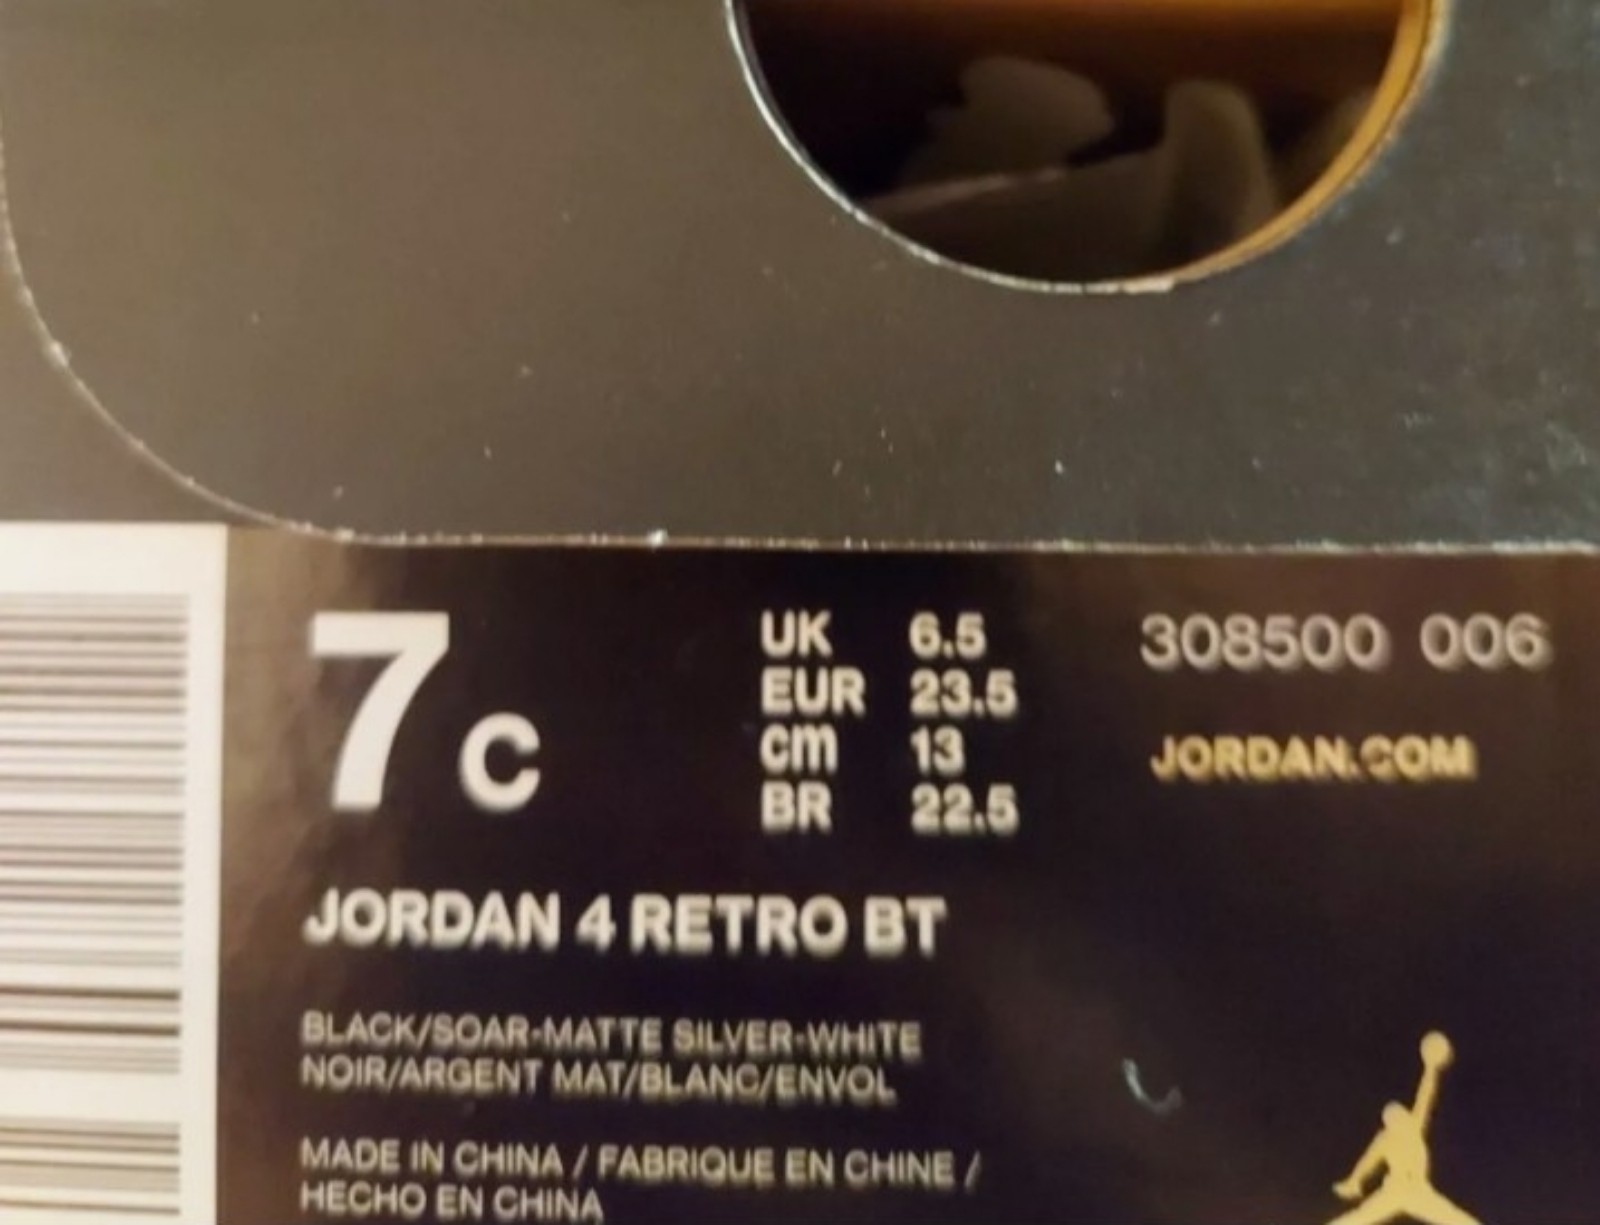 7c
UK 6.5
EUR 23.5
cm 13
BR 22.5
308500 006
JORDAN.COM
JORDAN 4 RETRO BT
BLACK/SOAR-MATTE SILVER-WHITE
NOIR/ARGENT MAT/BLANC/ENVOL
MADE IN CHINA / FABRIQUE EN CHINE /
HECHO EN CHINA